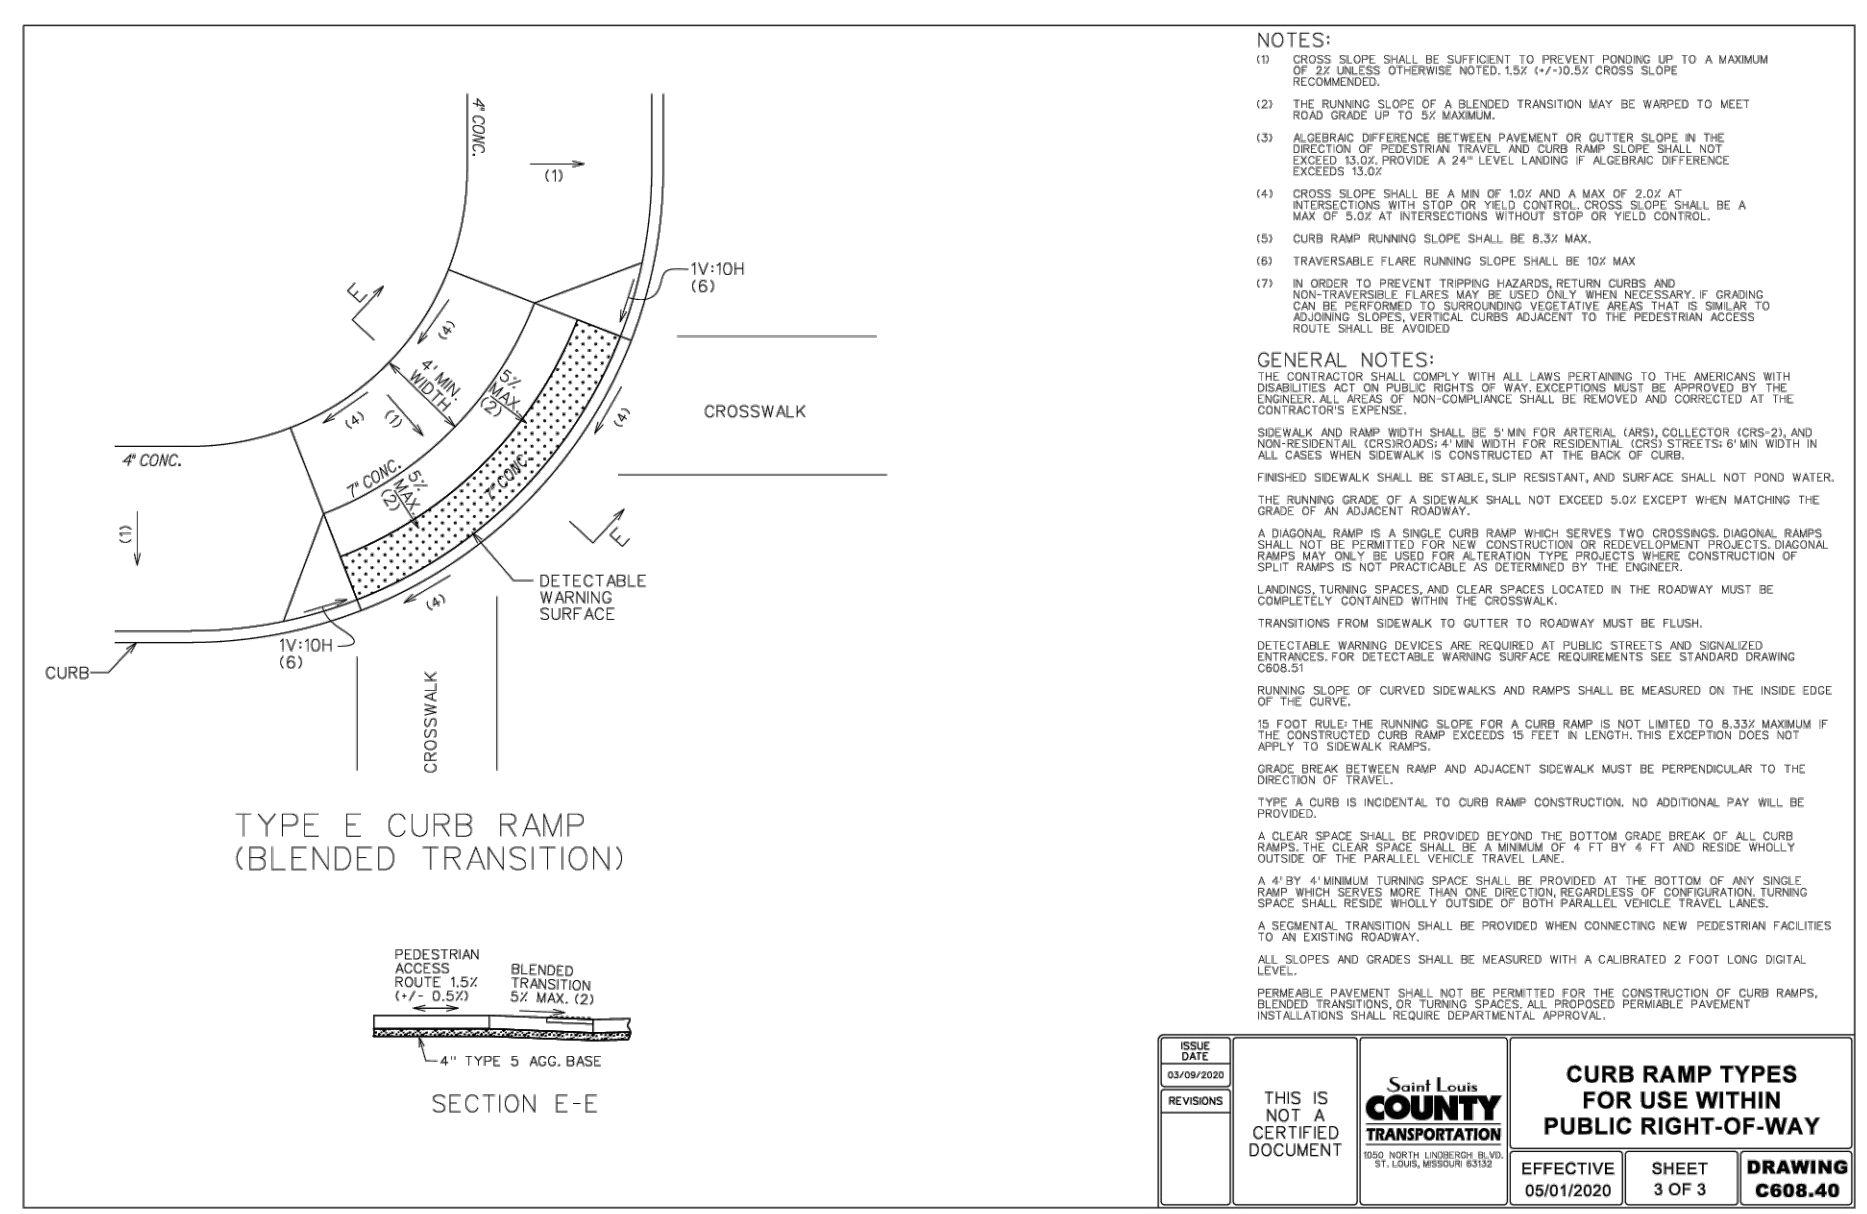 4" CONC.
(1)
1V:10H
(6)
E
(4)
4' MIN.
WIDTH
5%
MAX.
(2)
(4)
CROSSWALK
(4)
(1)
4" CONC.
7" CONC.
5%
MAX.
(2)
7" CONC.
(1)
E
DETECTABLE
WARNING
SURFACE
(4)
1V:10H
(6)
CURB
CROSSWALK
TYPE E CURB RAMP
(BLENDED TRANSITION)
PEDESTRIAN
ACCESS
ROUTE 1.5%
(+/- 0.5%)
BLENDED
TRANSITION
5% MAX. (2)
4" TYPE 5 AGG. BASE
SECTION E-E
NOTES:
(1) CROSS SLOPE SHALL BE SUFFICIENT TO PREVENT PONDING UP TO A MAXIMUM
OF 2% UNLESS OTHERWISE NOTED. 1.5% (+/-)0.5% CROSS SLOPE
RECOMMENDED.
(2) THE RUNNING SLOPE OF A BLENDED TRANSITION MAY BE WARPED TO MEET
ROAD GRADE UP TO 5% MAXIMUM.
(3) ALGEBRAIC DIFFERENCE BETWEEN PAVEMENT OR GUTTER SLOPE IN THE
DIRECTION OF PEDESTRIAN TRAVEL AND CURB RAMP SLOPE SHALL NOT
EXCEED 13.0%. PROVIDE A 24" LEVEL LANDING IF ALGEBRAIC DIFFERENCE
EXCEEDS 13.0%
(4) CROSS SLOPE SHALL BE A MIN OF 1.0% AND A MAX OF 2.0% AT
INTERSECTIONS WITH STOP OR YIELD CONTROL. CROSS SLOPE SHALL BE A
MAX OF 5.0% AT INTERSECTIONS WITHOUT STOP OR YIELD CONTROL.
(5) CURB RAMP RUNNING SLOPE SHALL BE 8.3% MAX.
(6) TRAVERSABLE FLARE RUNNING SLOPE SHALL BE 10% MAX
(7) IN ORDER TO PREVENT TRIPPING HAZARDS, RETURN CURBS AND
NON-TRAVERSIBLE FLARES MAY BE USED ONLY WHEN NECESSARY. IF GRADING
CAN BE PERFORMED TO SURROUNDING VEGETATIVE AREAS THAT IS SIMILAR TO
ADJOINING SLOPES, VERTICAL CURBS ADJACENT TO THE PEDESTRIAN ACCESS
ROUTE SHALL BE AVOIDED
GENERAL NOTES:
THE CONTRACTOR SHALL COMPLY WITH ALL LAWS PERTAINING TO THE AMERICANS WITH
DISABILITIES ACT ON PUBLIC RIGHTS OF WAY. EXCEPTIONS MUST BE APPROVED BY THE
ENGINEER. ALL AREAS OF NON-COMPLIANCE SHALL BE REMOVED AND CORRECTED AT THE
CONTRACTOR'S EXPENSE.
SIDEWALK AND RAMP WIDTH SHALL BE 5' MIN FOR ARTERIAL (ARS), COLLECTOR (CRS-2), AND
NON-RESIDENTAIL (CRS)ROADS; 4' MIN WIDTH FOR RESIDENTIAL (CRS) STREETS; 6' MIN WIDTH IN
ALL CASES WHEN SIDEWALK IS CONSTRUCTED AT THE BACK OF CURB.
FINISHED SIDEWALK SHALL BE STABLE, SLIP RESISTANT, AND SURFACE SHALL NOT POND WATER.
THE RUNNING GRADE OF A SIDEWALK SHALL NOT EXCEED 5.0% EXCEPT WHEN MATCHING THE
GRADE OF AN ADJACENT ROADWAY.
A DIAGONAL RAMP IS A SINGLE CURB RAMP WHICH SERVES TWO CROSSINGS. DIAGONAL RAMPS
SHALL NOT BE PERMITTED FOR NEW CONSTRUCTION OR REDEVELOPMENT PROJECTS. DIAGONAL
RAMPS MAY ONLY BE USED FOR ALTERATION TYPE PROJECTS WHERE CONSTRUCTION OF
SPLIT RAMPS IS NOT PRACTICABLE AS DETERMINED BY THE ENGINEER.
LANDINGS, TURNING SPACES, AND CLEAR SPACES LOCATED IN THE ROADWAY MUST BE
COMPLETELY CONTAINED WITHIN THE CROSSWALK.
TRANSITIONS FROM SIDEWALK TO GUTTER TO ROADWAY MUST BE FLUSH.
DETECTABLE WARNING DEVICES ARE REQUIRED AT PUBLIC STREETS AND SIGNALIZED
ENTRANCES. FOR DETECTABLE WARNING SURFACE REQUIREMENTS SEE STANDARD DRAWING
C608.51
RUNNING SLOPE OF CURVED SIDEWALKS AND RAMPS SHALL BE MEASURED ON THE INSIDE EDGE
OF THE CURVE.
15 FOOT RULE: THE RUNNING SLOPE FOR A CURB RAMP IS NOT LIMITED TO 8.33% MAXIMUM IF
THE CONSTRUCTED CURB RAMP EXCEEDS 15 FEET IN LENGTH. THIS EXCEPTION DOES NOT
APPLY TO SIDEWALK RAMPS.
GRADE BREAK BETWEEN RAMP AND ADJACENT SIDEWALK MUST BE PERPENDICULAR TO THE
DIRECTION OF TRAVEL.
TYPE A CURB IS INCIDENTAL TO CURB RAMP CONSTRUCTION. NO ADDITIONAL PAY WILL BE
PROVIDED.
A CLEAR SPACE SHALL BE PROVIDED BEYOND THE BOTTOM GRADE BREAK OF ALL CURB
RAMPS. THE CLEAR SPACE SHALL BE A MINIMUM OF 4 FT BY 4 FT AND RESIDE WHOLLY
OUTSIDE OF THE PARALLEL VEHICLE TRAVEL LANE.
A 4' BY 4' MINIMUM TURNING SPACE SHALL BE PROVIDED AT THE BOTTOM OF ANY SINGLE
RAMP WHICH SERVES MORE THAN ONE DIRECTION, REGARDLESS OF CONFIGURATION. TURNING
SPACE SHALL RESIDE WHOLLY OUTSIDE OF BOTH PARALLEL VEHICLE TRAVEL LANES.
A SEGMENTAL TRANSITION SHALL BE PROVIDED WHEN CONNECTING NEW PEDESTRIAN FACILITIES
TO AN EXISTING ROADWAY.
ALL SLOPES AND GRADES SHALL BE MEASURED WITH A CALIBRATED 2 FOOT LONG DIGITAL
LEVEL.
PERMEABLE PAVEMENT SHALL NOT BE PERMITTED FOR THE CONSTRUCTION OF CURB RAMPS,
BLENDED TRANSITIONS, OR TURNING SPACES. ALL PROPOSED PERMIABLE PAVEMENT
INSTALLATIONS SHALL REQUIRE DEPARTMENTAL APPROVAL.
ISSUE
DATE
03/09/2020
REVISIONS
THIS IS
NOT A
CERTIFIED
DOCUMENT
Saint Louis
COUNTY
TRANSPORTATION
1050 NORTH LINDBERGH BLVD.
ST. LOUIS, MISSOURI 63132
CURB RAMP TYPES
FOR USE WITHIN
PUBLIC RIGHT-OF-WAY
EFFECTIVE
05/01/2020
SHEET
3 OF 3
DRAWING
C608.40